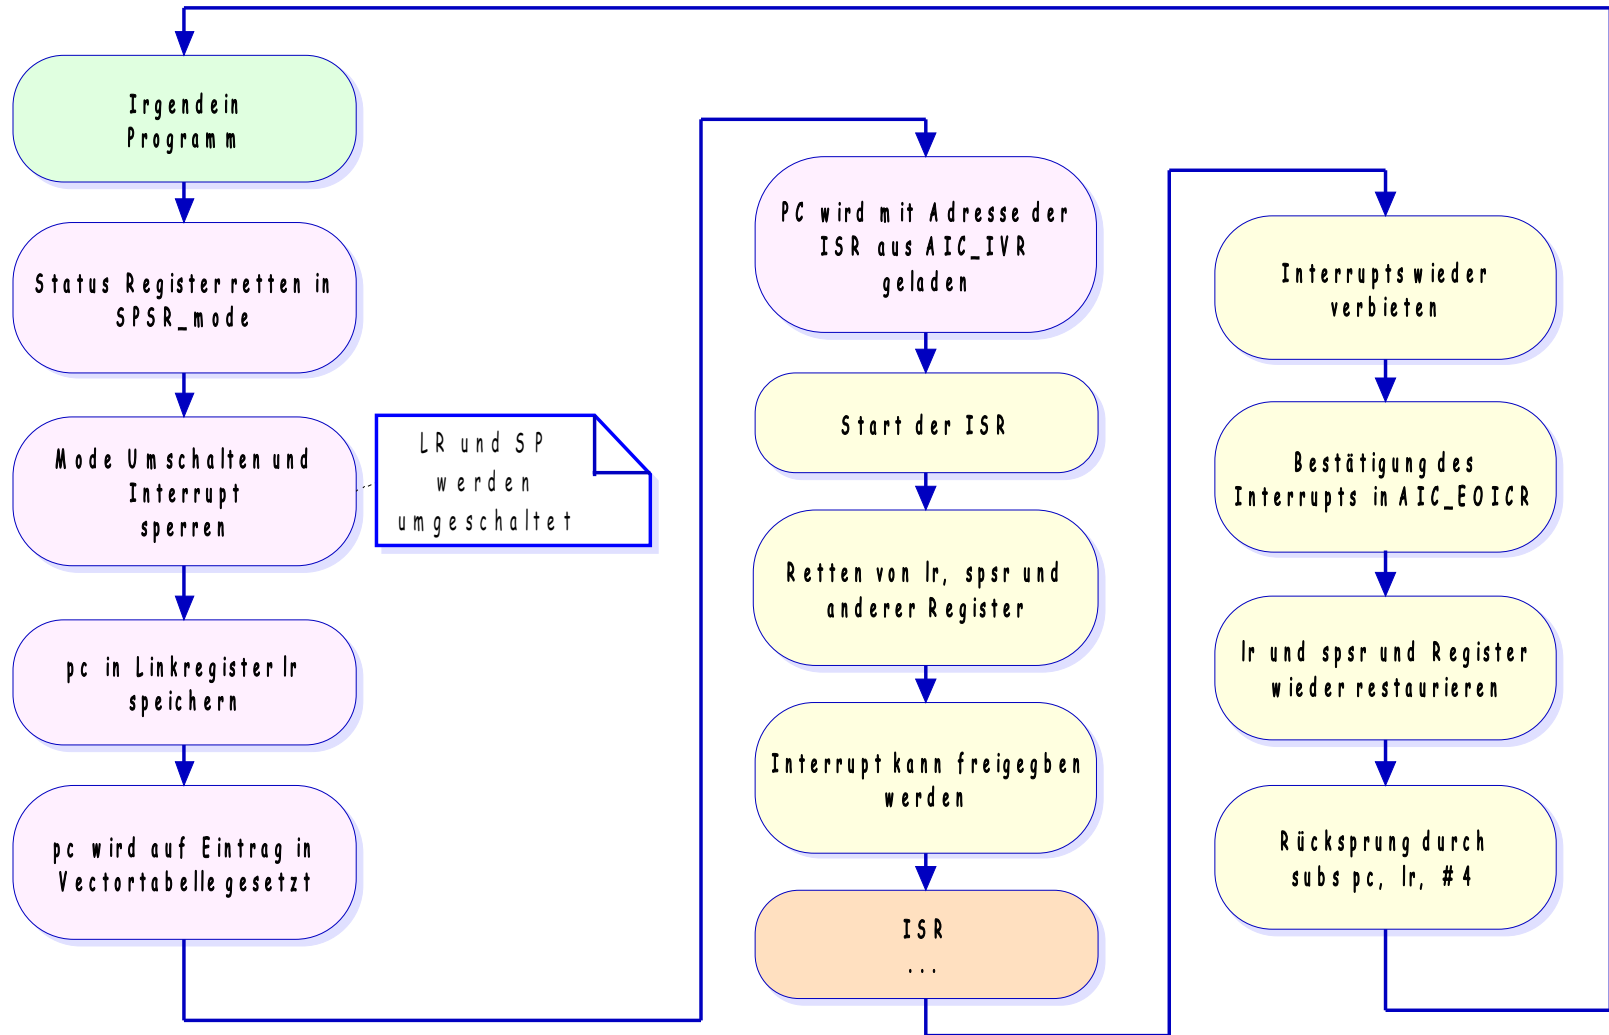 Irgendein
Programm
Status Register retten in
SPSR_mode
Mode Umschalten und
Interrupt
sperren
LR und SP
werden
umgeschaltet
pc in Linkregister lr
speichern
pc wird auf Eintrag in
Vectortabelle gesetzt
PC wird mit Adresse der
ISR aus AIC_IVR
geladen
Start der ISR
Retten von lr, spsr und
anderer Register
Interrupt kann freigegben
werden
ISR
...
Interrupts wieder
verbieten
Bestätigung des
Interrupts in AIC_EOICR
lr und spsr und Register
wieder restaurieren
Rücksprung durch
subs pc, lr, #4